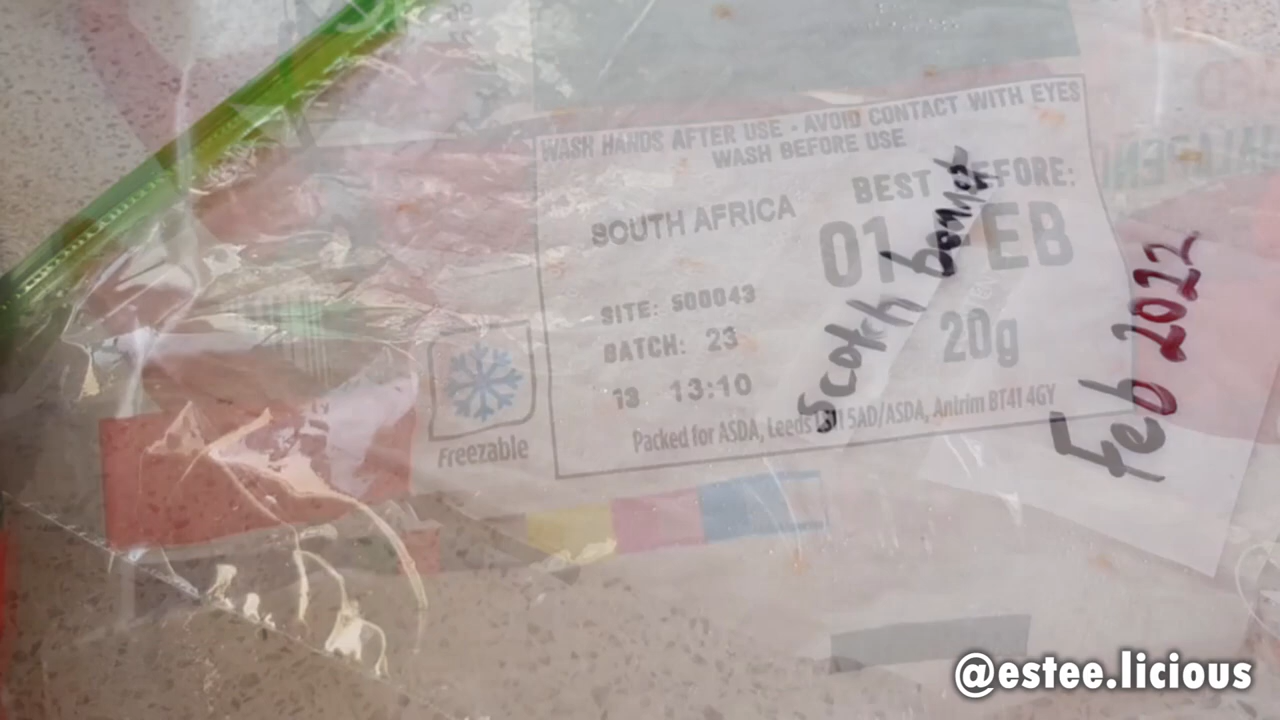 WASH HANDS AFTER USE - AVOID CONTACT WITH EYES
WASH BEFORE USE
SOUTH AFRICA
BEST BEFORE:
01 FEB
SITE: S00043
BATCH: 23
20g
13 13:10
Packed for ASDA, Leeds 5AD/ASDA, Antrim BT41 4GY
Freezable
Scotch bonnet
Feb 2022
@estee.licious